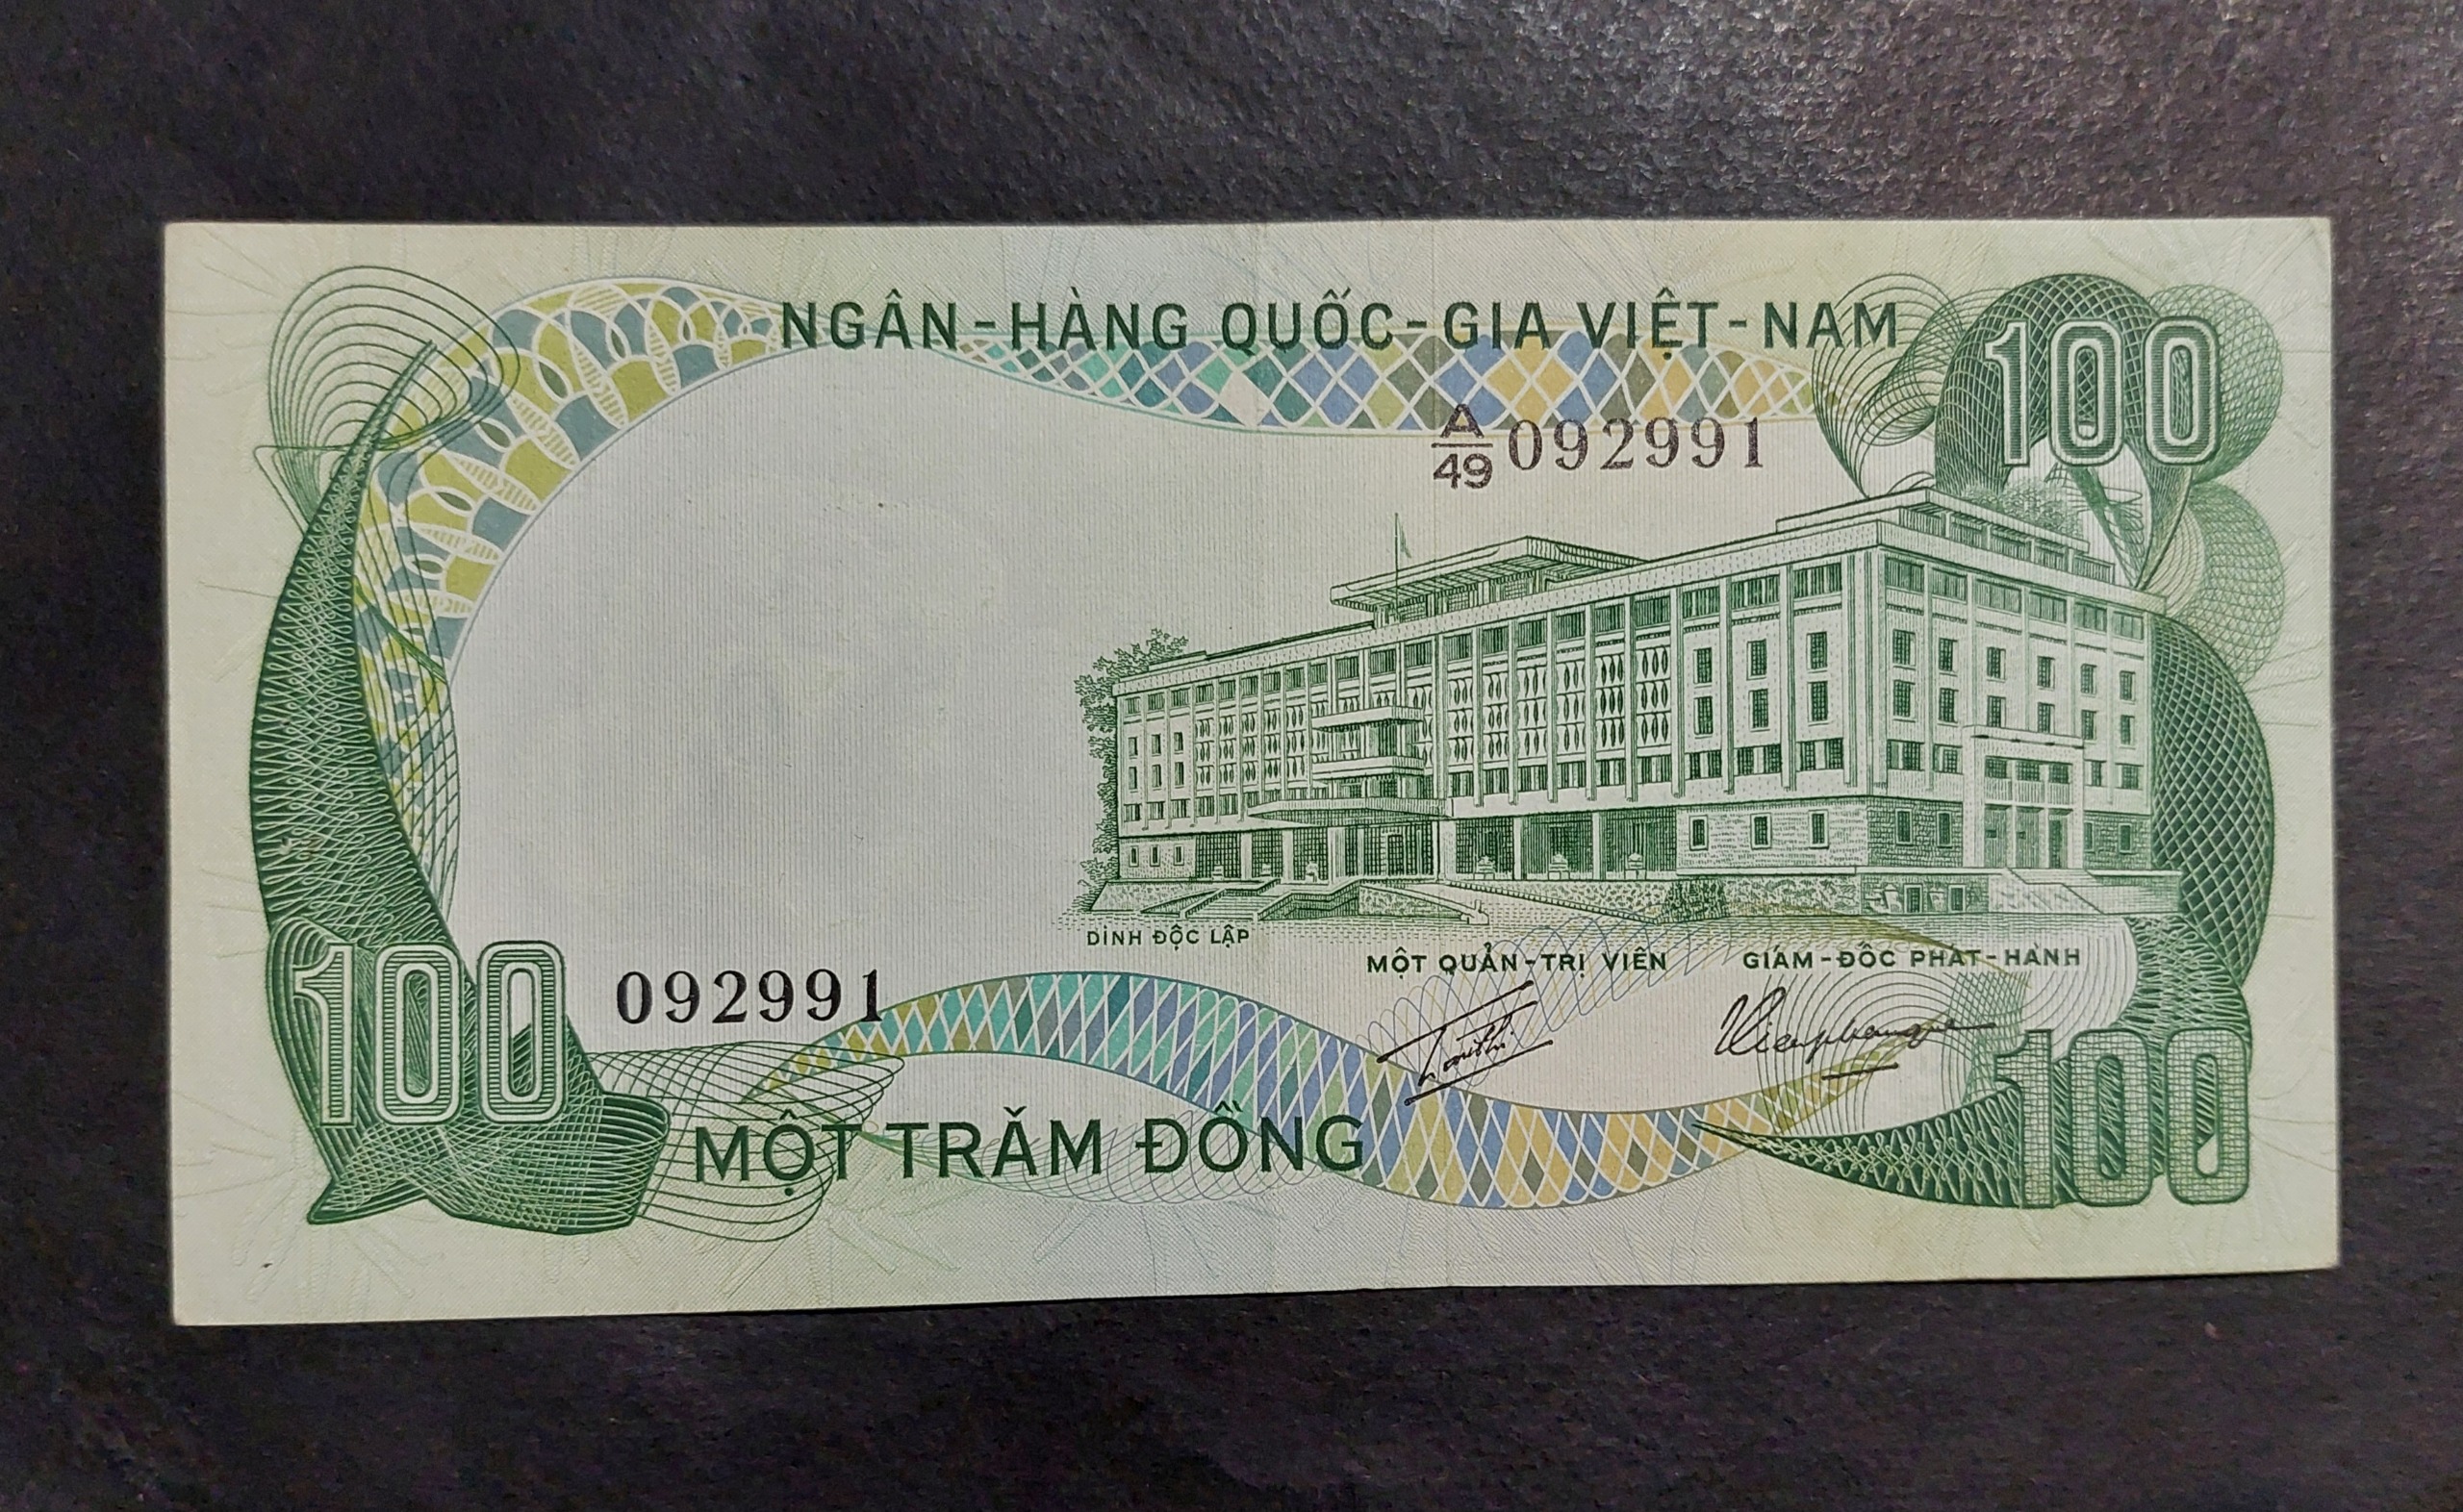 NGÂN-HÀNG QUỐC-GIA VIỆT-NAM
100
A/49 092991
DINH ĐỘC LẬP
MỘT QUẢN-TRỊ VIÊN
GIÁM-ĐỐC PHÁT-HÀNH
100
092991
MỘT TRĂM ĐỒNG
100